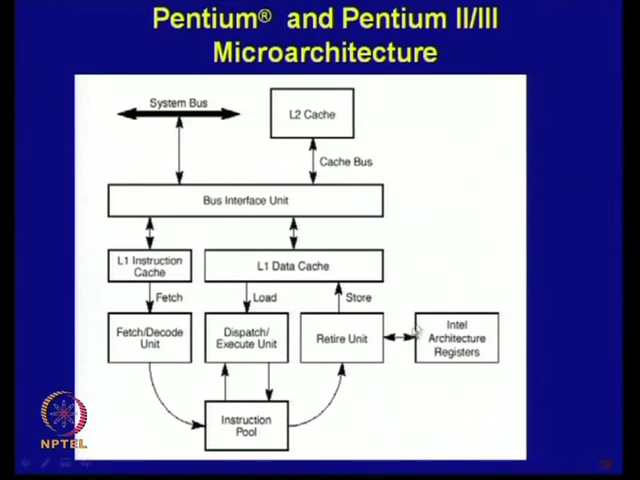 Pentium® and Pentium II/III
Microarchitecture
System Bus
L2 Cache
Cache Bus
Bus Interface Unit
L1 Instruction
Cache
L1 Data Cache
Fetch
Load
Store
Fetch/Decode
Unit
Dispatch/
Execute Unit
Retire Unit
Intel
Architecture
Registers
Instruction
Pool
NPTEL